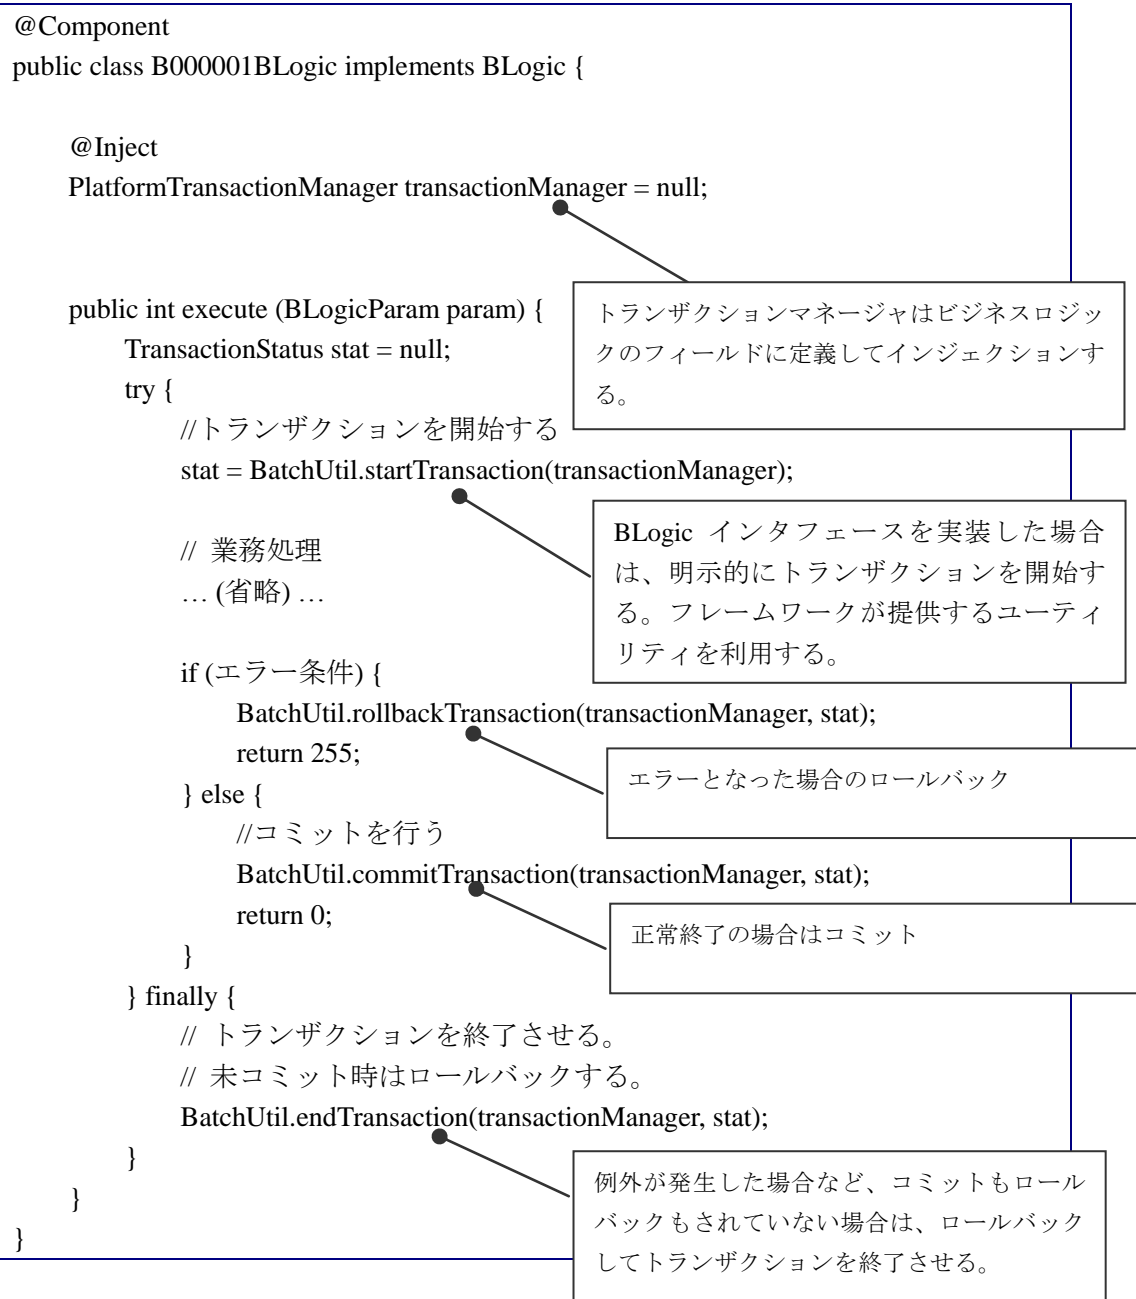 @Component
public class B000001BLogic implements BLogic {
@Inject
PlatformTransactionManager transactionManager = null;
トランザクションマネージャはビジネスロジッ
クのフィールドに定義してインジェクションす
る。
public int execute (BLogicParam param) {
TransactionStatus stat = null;
try {
//トランザクションを開始する
stat = BatchUtil.startTransaction(transactionManager);
BLogic インタフェースを実装した場合
は、明示的にトランザクションを開始す
る。フレームワークが提供するユーティ
リティを利用する。
// 業務処理
… (省略) …
if (エラー条件) {
BatchUtil.rollbackTransaction(transactionManager, stat);
return 255;
エラーとなった場合のロールバック
} else {
//コミットを行う
BatchUtil.commitTransaction(transactionManager, stat);
return 0;
正常終了の場合はコミット
}
} finally {
// トランザクションを終了させる。
// 未コミット時はロールバックする。
BatchUtil.endTransaction(transactionManager, stat);
例外が発生した場合など、コミットもロール
バックもされていない場合は、ロールバック
してトランザクションを終了させる。
}
}
}